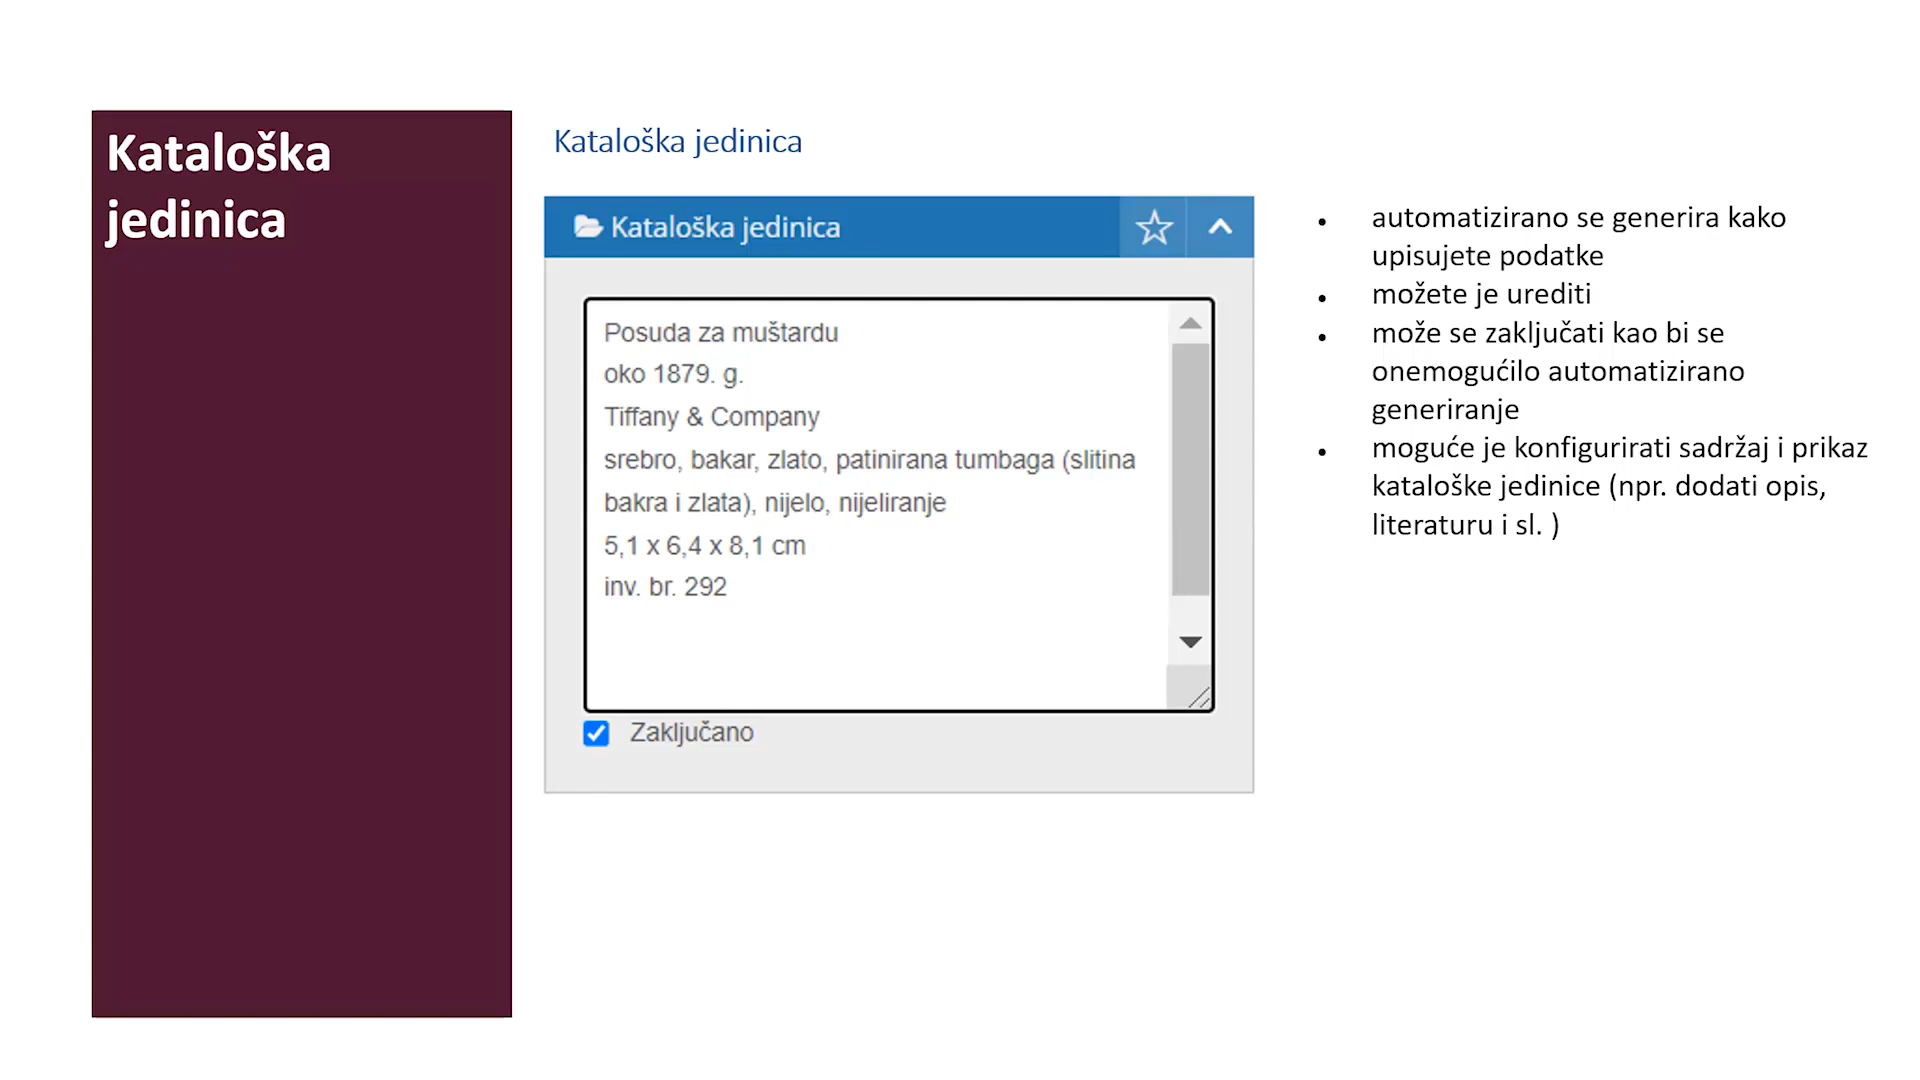 Kataloška
jedinica
Kataloška jedinica
Kataloška jedinica
Posuda za muštardu
oko 1879. g.
Tiffany & Company
srebro, bakar, zlato, patinirana tumbaga (slitina
bakra i zlata), nijelo, nijeliranje
5,1 x 6,4 x 8,1 cm
inv. br. 292
Zaključano
• automatizirano se generira kako
upisujete podatke
• možete je urediti
• može se zaključati kao bi se
onemogućilo automatizirano
generiranje
• moguće je konfigurirati sadržaj i prikaz
kataloške jedinice (npr. dodati opis,
literaturu i sl. )